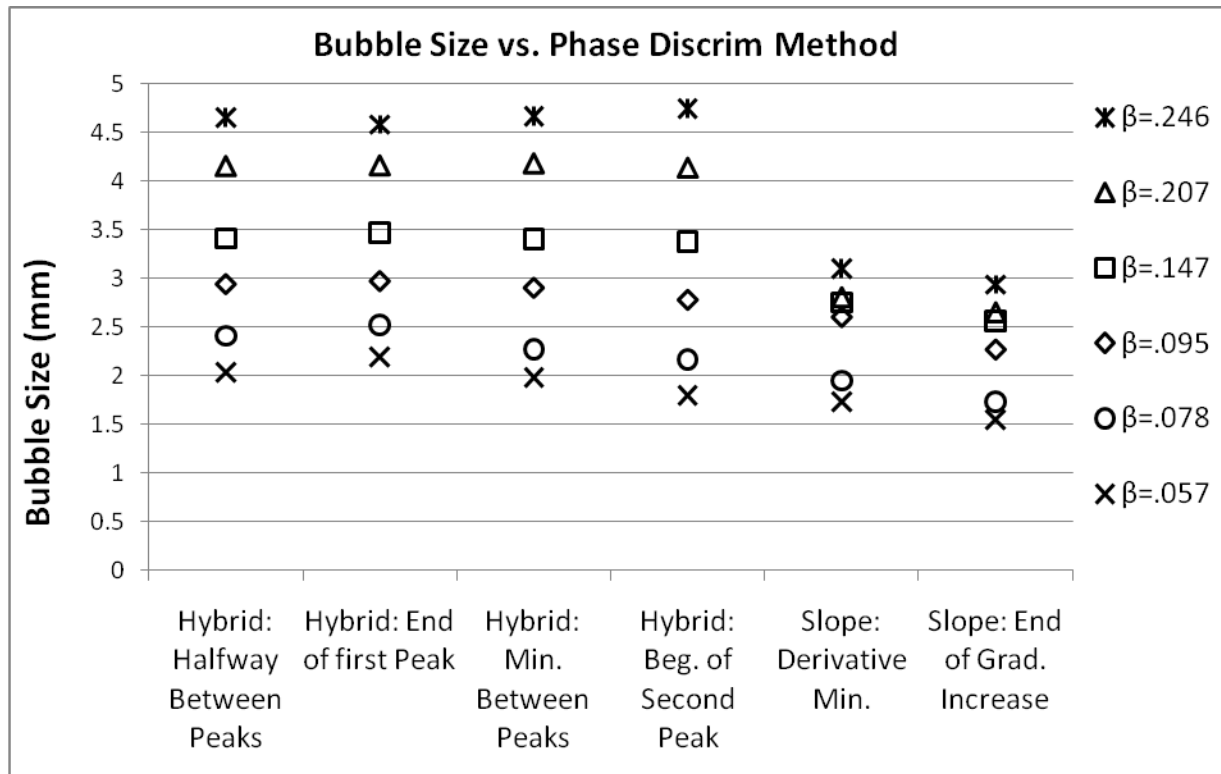 Bubble Size vs. Phase Discrim Method
Bubble Size (mm)
5
4.5
4
3.5
3
2.5
2
1.5
1
0.5
0
Hybrid:
Halfway
Between
Peaks
Hybrid: End
of first Peak
Hybrid:
Min.
Between
Peaks
Hybrid:
Beg. of
Second
Peak
Slope:
Derivative
Min.
Slope: End
of Grad.
Increase
β=.246
β=.207
β=.147
β=.095
β=.078
β=.057